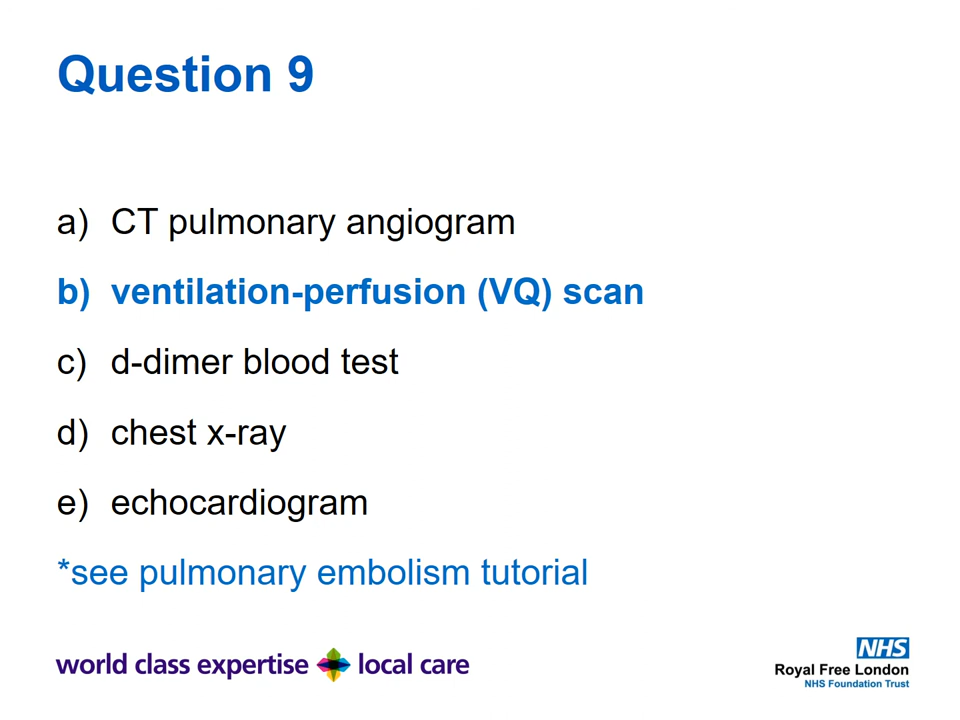 Question 9
a) CT pulmonary angiogram
b) ventilation-perfusion (VQ) scan
c) d-dimer blood test
d) chest x-ray
e) echocardiogram
*see pulmonary embolism tutorial
world class expertise local care
NHS
Royal Free London
NHS Foundation Trust